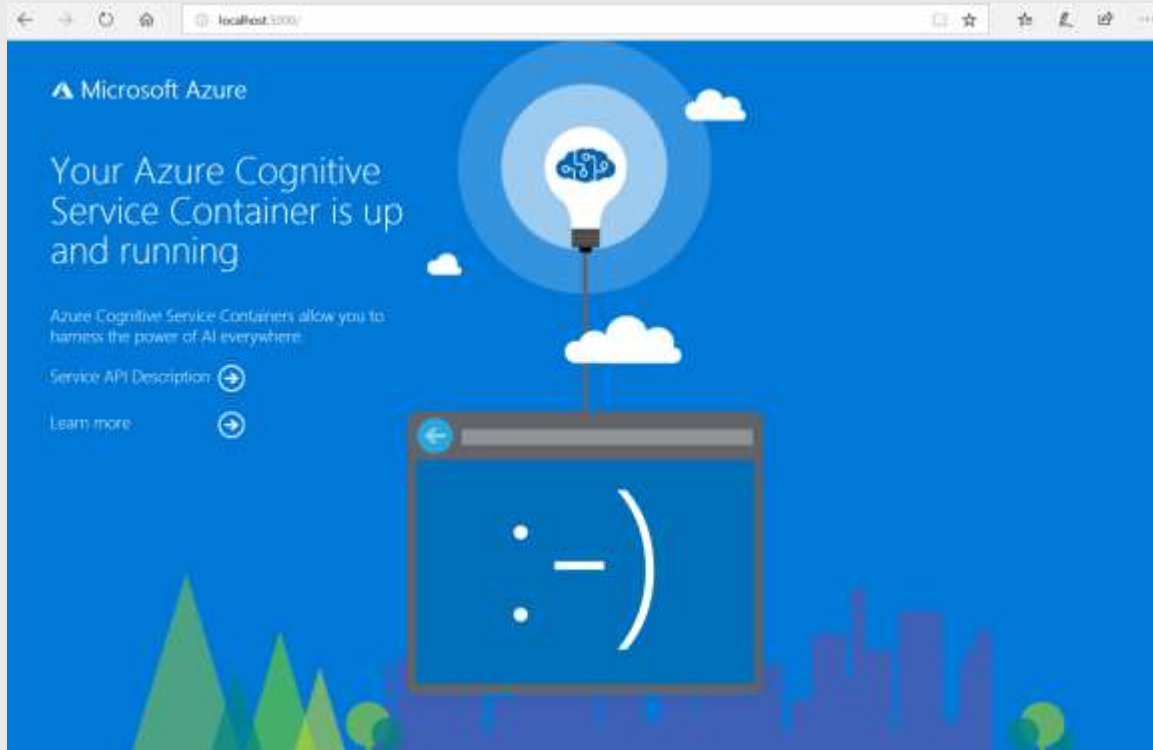 localhost:5000/
Microsoft Azure
Your Azure Cognitive
Service Container is up
and running
Azure Cognitive Service Containers allow you to
harness the power of AI everywhere.
Service API Description
Learn more
:-)